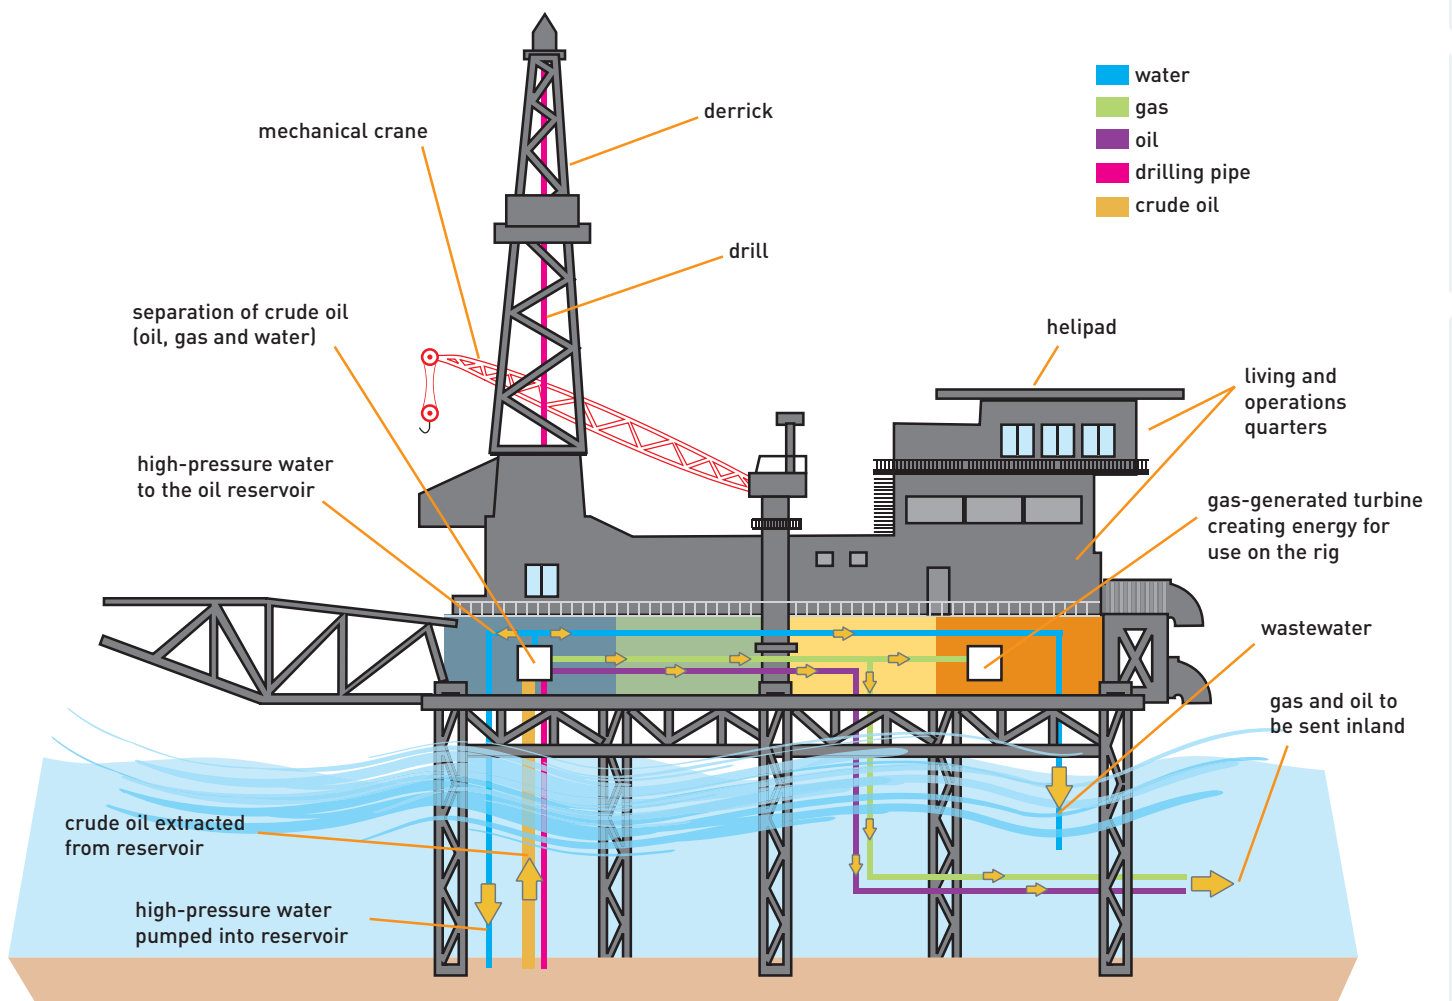 water
gas
oil
drilling pipe
crude oil
derrick
mechanical crane
drill
separation of crude oil
(oil, gas and water)
helipad
living and
operations
quarters
high-pressure water
to the oil reservoir
gas-generated turbine
creating energy for
use on the rig
wastewater
gas and oil to
be sent inland
crude oil extracted
from reservoir
high-pressure water
pumped into reservoir